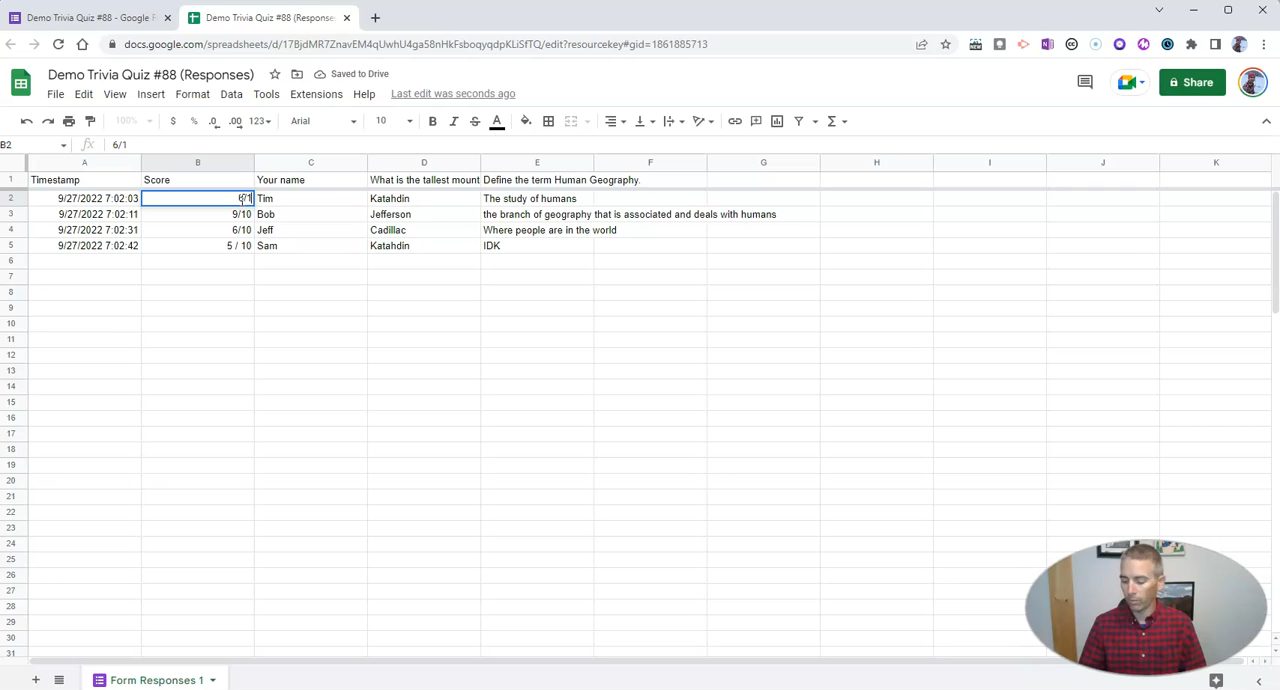 Demo Trivia Quiz #88 - Google F
Demo Trivia Quiz #88 (Response
docs.google.com/spreadsheets/d/17BjdMR7ZnrvEM4qUwhU4ga58nHkFsboqyqdpKLiSfTQ/edit?resourcekey#gid=1861885713
Demo Trivia Quiz #88 (Responses) Saved to Drive
File Edit View Insert Format Data Tools Extensions Help Last edit was seconds ago
Share
100% $ % .0 .00 123 Arial 10 B I S A
B2 fx 6/1
A B C D E F G H I J K
1 Timestamp Score Your name What is the tallest mount Define the term Human Geography.
2 9/27/2022 7:02:03 6/1 Tim Katahdin The study of humans
3 9/27/2022 7:02:11 9/10 Bob Jefferson the branch of geography that is associated and deals with humans
4 9/27/2022 7:02:31 6/10 Jeff Cadillac Where people are in the world
5 9/27/2022 7:02:42 5 / 10 Sam Katahdin IDK
6
7
8
9
10
11
12
13
14
15
16
17
18
19
20
21
22
23
24
25
26
27
28
29
30
31
Form Responses 1